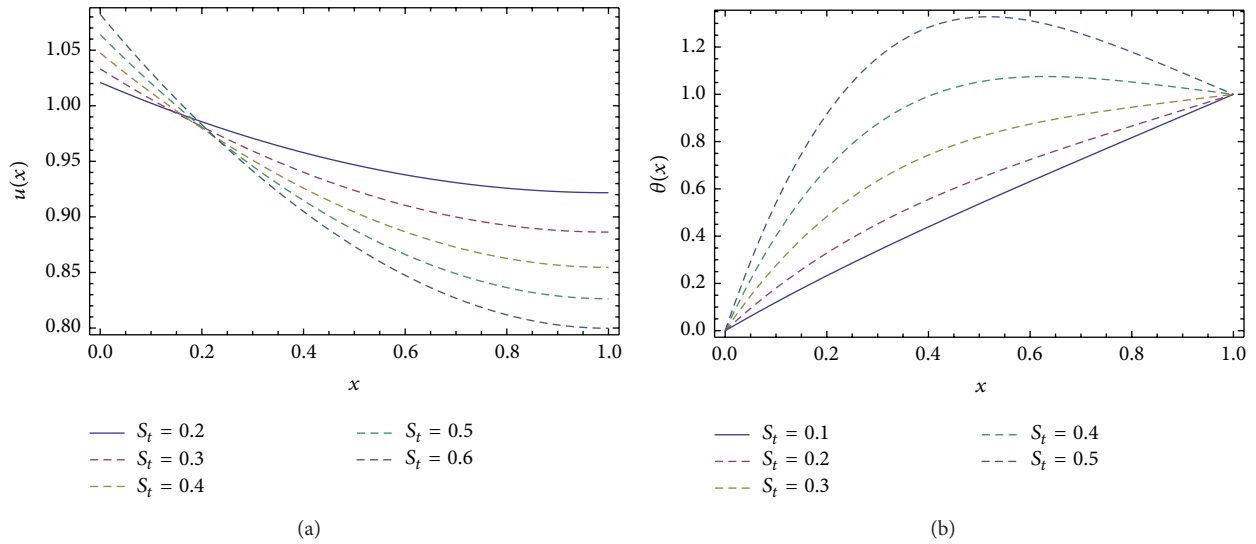 1.05
1.00
0.95
0.90
0.85
0.80
u(x)
0.0 0.2 0.4 0.6 0.8 1.0
x
S_t = 0.2
S_t = 0.3
S_t = 0.4
S_t = 0.5
S_t = 0.6
(a)
1.2
1.0
0.8
0.6
0.4
0.2
0.0
θ(x)
0.0 0.2 0.4 0.6 0.8 1.0
x
S_t = 0.1
S_t = 0.2
S_t = 0.3
S_t = 0.4
S_t = 0.5
(b)